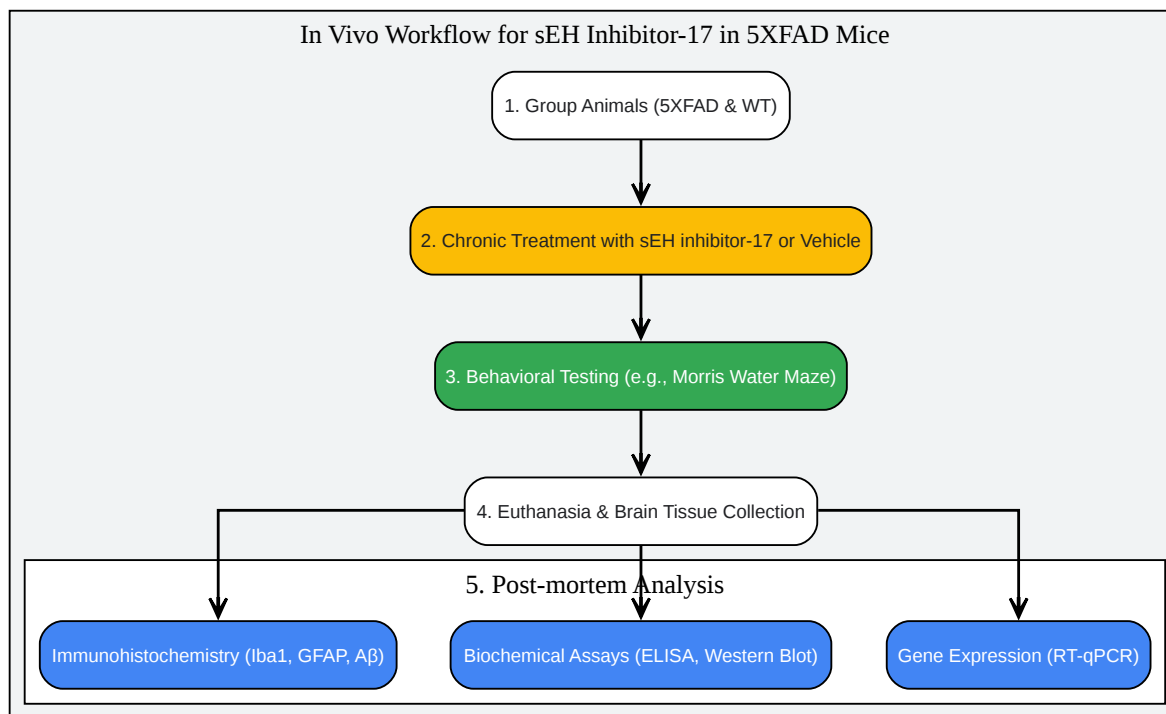 In Vivo Workflow for sEH Inhibitor-17 in 5XFAD Mice
1. Group Animals (5XFAD & WT)
2. Chronic Treatment with sEH inhibitor-17 or Vehicle
3. Behavioral Testing (e.g., Morris Water Maze)
4. Euthanasia & Brain Tissue Collection
5. Post-mortem Analysis
Immunohistochemistry (Iba1, GFAP, Aβ)
Biochemical Assays (ELISA, Western Blot)
Gene Expression (RT-qPCR)